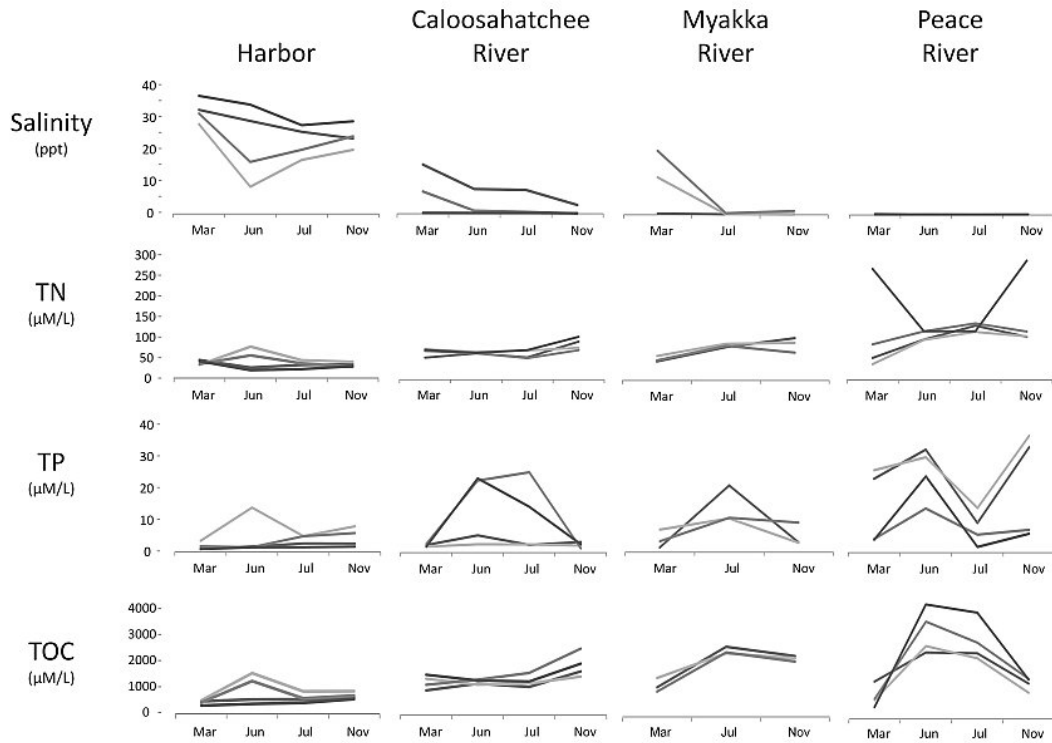 Harbor
Caloosahatchee
River
Myakka
River
Peace
River
Salinity
(ppt)
40
30
20
10
0
Mar Jun Jul Nov
Mar Jun Jul Nov
Mar Jul Nov
Mar Jun Jul Nov
TN
(μM/L)
300
250
200
150
100
50
0
Mar Jun Jul Nov
Mar Jun Jul Nov
Mar Jul Nov
Mar Jun Jul Nov
TP
(μM/L)
40
30
20
10
0
Mar Jun Jul Nov
Mar Jun Jul Nov
Mar Jul Nov
Mar Jun Jul Nov
TOC
(μM/L)
4000
3000
2000
1000
0
Mar Jun Jul Nov
Mar Jun Jul Nov
Mar Jul Nov
Mar Jun Jul Nov